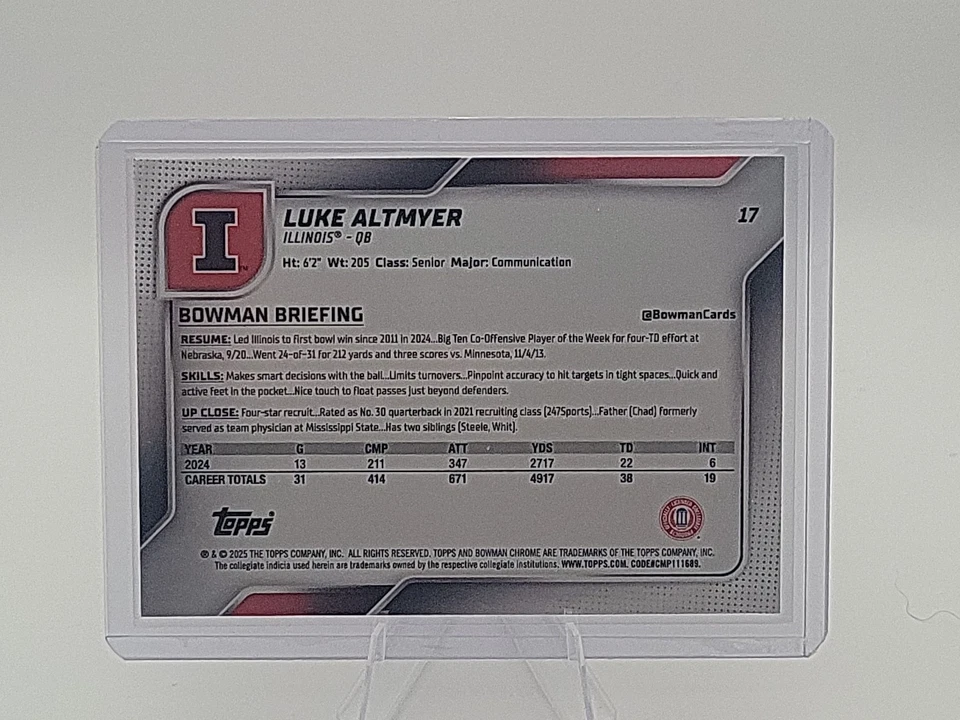 I
LUKE ALTMYER
17
ILLINOIS® - QB
Ht: 6'2" Wt: 205 Class: Senior Major: Communication
BOWMAN BRIEFING
@BowmanCards
RESUME: Led Illinois to first bowl win since 2011 in 2024...Big Ten Co-Offensive Player of the Week for four-TD effort at
Nebraska, 9/20...Went 24-of-31 for 212 yards and three scores vs. Minnesota, 11/4/13.
SKILLS: Makes smart decisions with the ball...Limits turnovers...Pinpoint accuracy to hit targets in tight spaces...Quick and
active feet in the pocket...Nice touch to float passes just beyond defenders.
UP CLOSE: Four-star recruit...Rated as No. 30 quarterback in 2021 recruiting class (247Sports)...Father (Chad) formerly
served as team physician at Mississippi State...Has two siblings (Steele, Whit).
YEAR G CMP ATT YDS TD INT
2024 13 211 347 2717 22 6
CAREER TOTALS 31 414 671 4917 38 19
Topps
® & © 2025 THE TOPPS COMPANY, INC. ALL RIGHTS RESERVED. TOPPS AND BOWMAN CHROME ARE TRADEMARKS OF THE TOPPS COMPANY, INC.
The collegiate indicia used herein are trademarks owned by the respective collegiate institutions. WWW.TOPPS.COM. CODE#CMP111689.